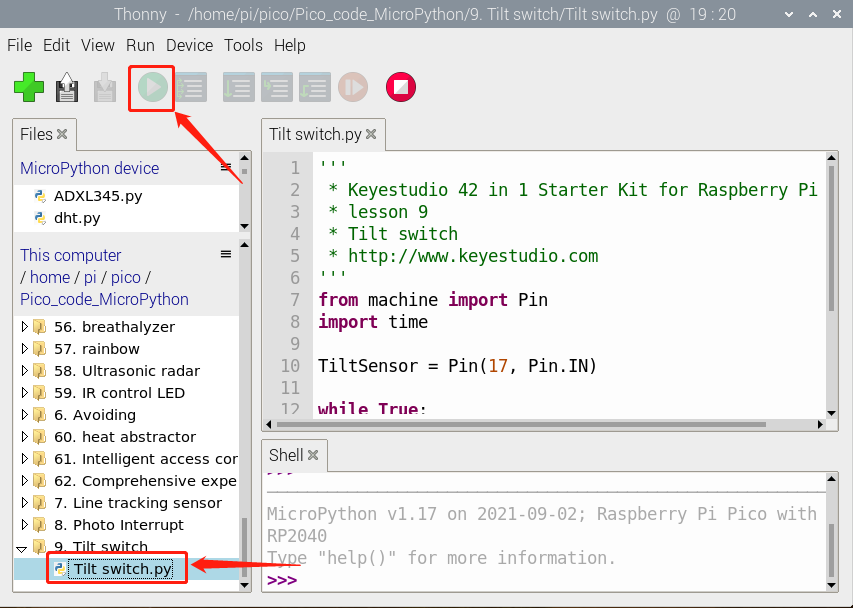 Thonny - /home/pi/pico/Pico_code_MicroPython/9. Tilt switch/Tilt switch.py @ 19 : 20
File Edit View Run Device Tools Help
Files
MicroPython device
ADXL345.py
dht.py
This computer
/ home / pi / pico /
Pico_code_MicroPython
56. breathalyzer
57. rainbow
58. Ultrasonic radar
59. IR control LED
6. Avoiding
60. heat abstractor
61. Intelligent access cor
62. Comprehensive expe
7. Line tracking sensor
8. Photo Interrupt
9. Tilt switch
Tilt switch.py
Tilt switch.py
1 '''
2  * Keyestudio 42 in 1 Starter Kit for Raspberry Pi
3  * lesson 9
4  * Tilt switch
5  * http://www.keyestudio.com
6 '''
7 from machine import Pin
8 import time
9
10 TiltSensor = Pin(17, Pin.IN)
11
12 while True:
Shell
>>>
MicroPython v1.17 on 2021-09-02; Raspberry Pi Pico with
RP2040
Type "help()" for more information.
>>>